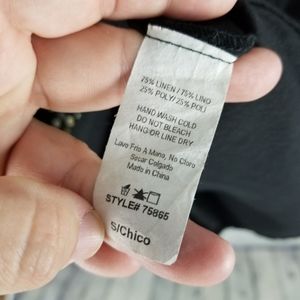 75% LINEN / 75% LINO
25% POLY/ 25% POLI
HAND WASH COLD
DO NOT BLEACH
HANG OR LINE DRY
Lave Frio A Mano, No Cloro
Secar Colgado
Made in China
STYLE# 75865
S/Chico